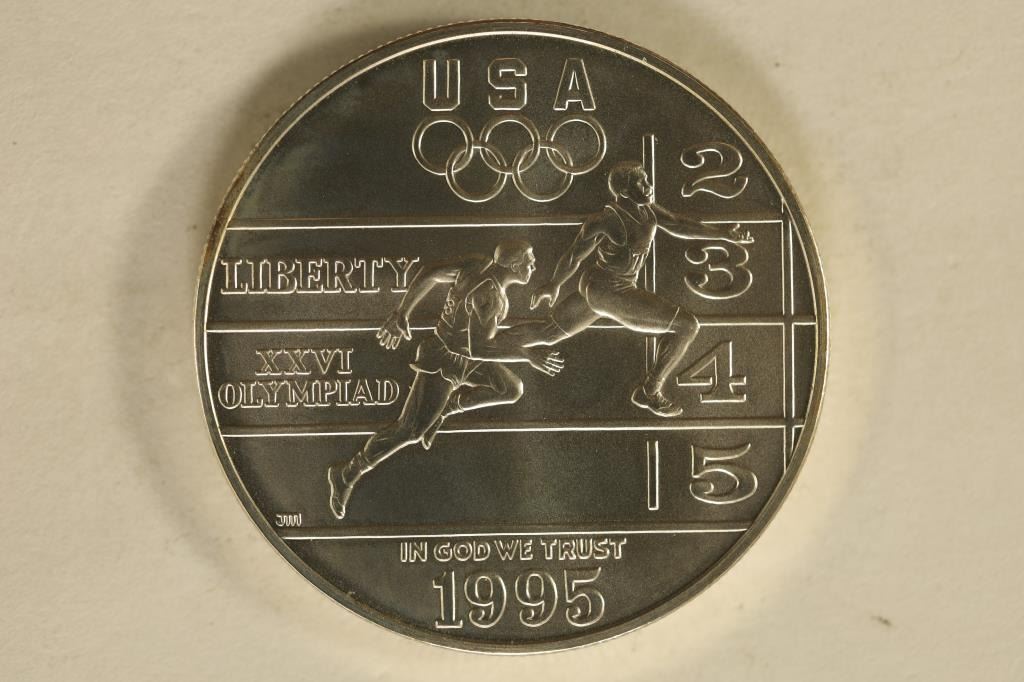 USA
2
LIBERTY
3
XXVI
OLYMPIAD
4
5
JM
IN GOD WE TRUST
1995